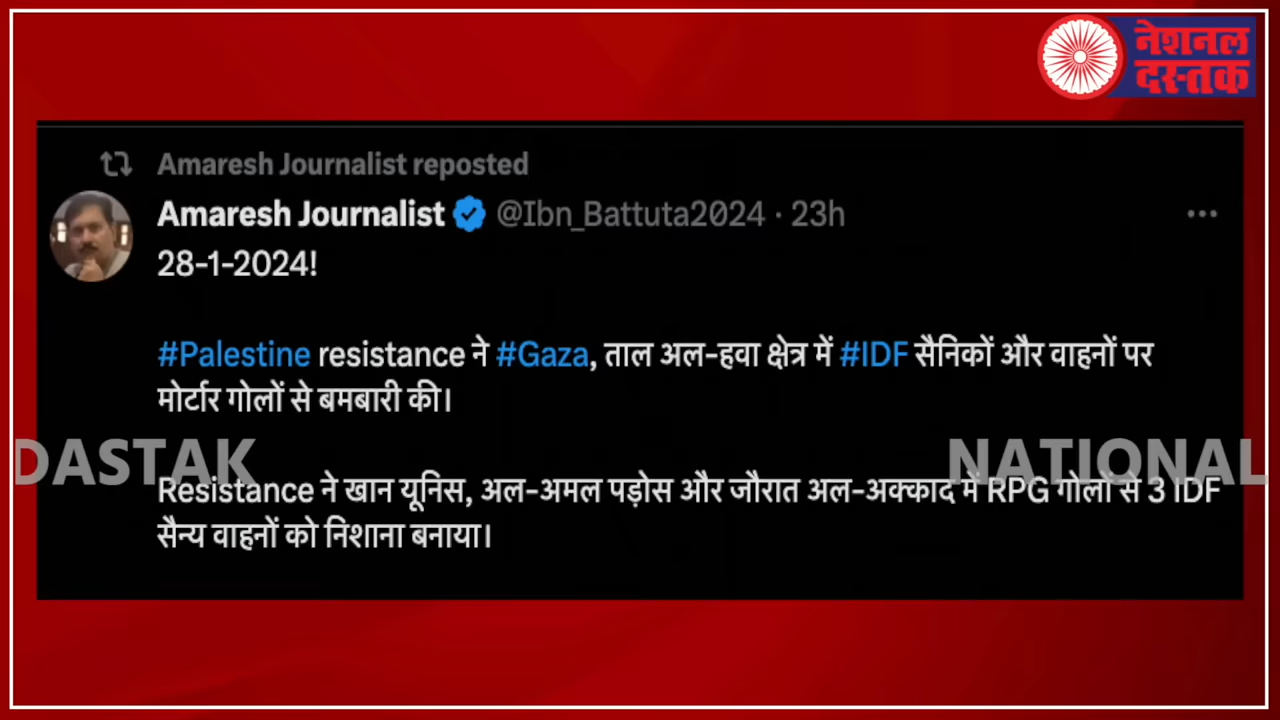 नेशनल
दस्तक
Amaresh Journalist reposted
Amaresh Journalist @Ibn_Battuta2024 · 23h
28-1-2024!
#Palestine resistance ने #Gaza, ताल अल-हवा क्षेत्र में #IDF सैनिकों और वाहनों पर
मोर्टार गोलों से बमबारी की।
DASTAK NATIONAL
Resistance ने खान यूनिस, अल-अमल पड़ोस और जौरात अल-अक्काद में RPG गोलों से 3 IDF
सैन्य वाहनों को निशाना बनाया।